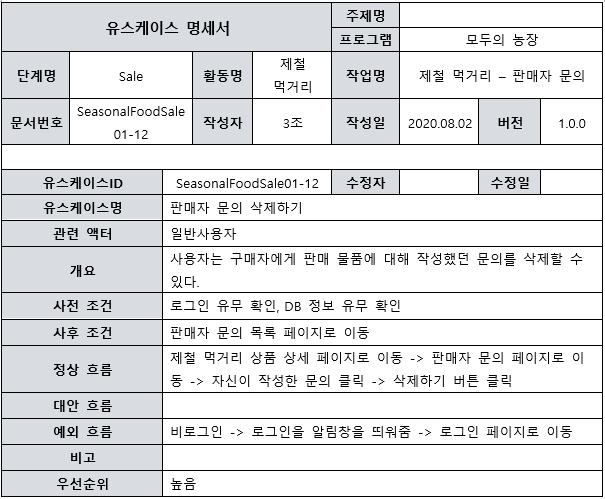 유스케이스 명세서
주제명
프로그램 모두의 농장
단계명 Sale 활동명 제철
먹거리 작업명 제철 먹거리 – 판매자 문의
문서번호 SeasonalFoodSale
01-12 작성자 3조 작성일 2020.08.02 버전 1.0.0
유스케이스ID SeasonalFoodSale01-12 수정자 수정일
유스케이스명 판매자 문의 삭제하기
관련 액터 일반사용자
개요 사용자는 구매자에게 판매 물품에 대해 작성했던 문의를 삭제할 수
있다.
사전 조건 로그인 유무 확인, DB 정보 유무 확인
사후 조건 판매자 문의 목록 페이지로 이동
정상 흐름 제철 먹거리 상품 상세 페이지로 이동 -> 판매자 문의 페이지로 이
동 -> 자신이 작성한 문의 클릭 -> 삭제하기 버튼 클릭
대안 흐름
예외 흐름 비로그인 -> 로그인을 알림창을 띄워줌 -> 로그인 페이지로 이동
비고
우선순위 높음